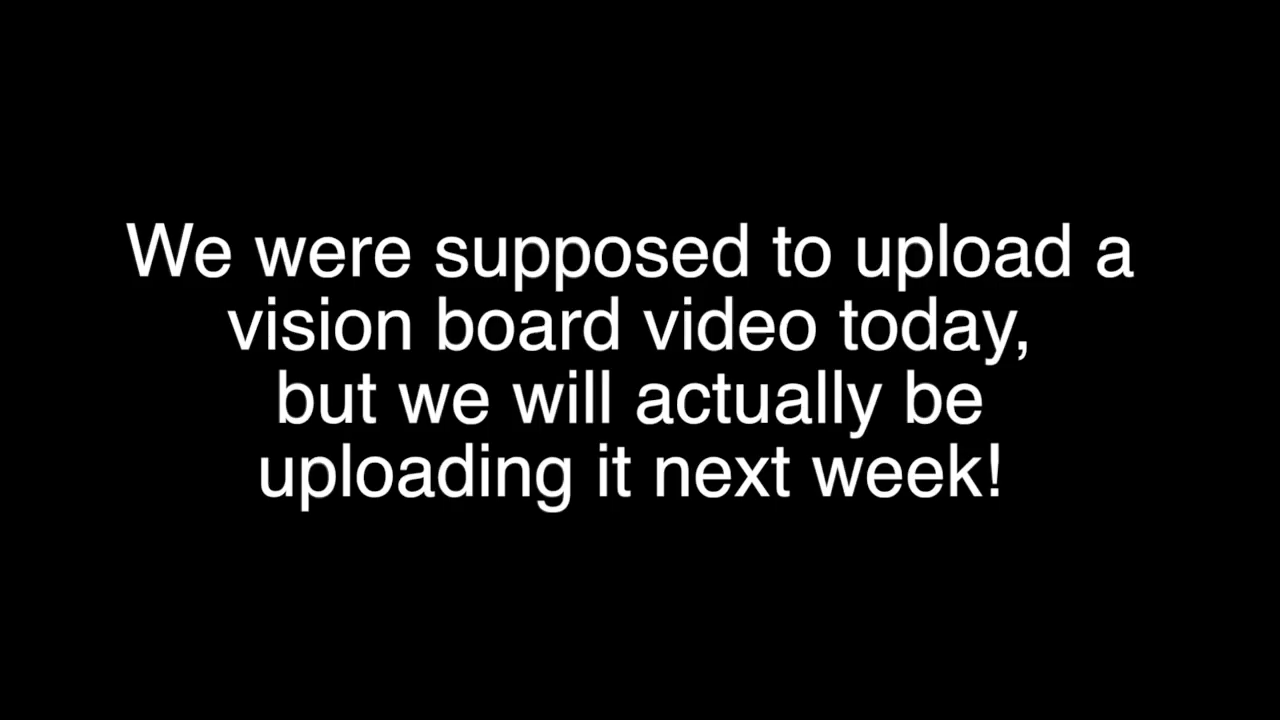 We were supposed to upload a
vision board video today,
but we will actually be
uploading it next week!